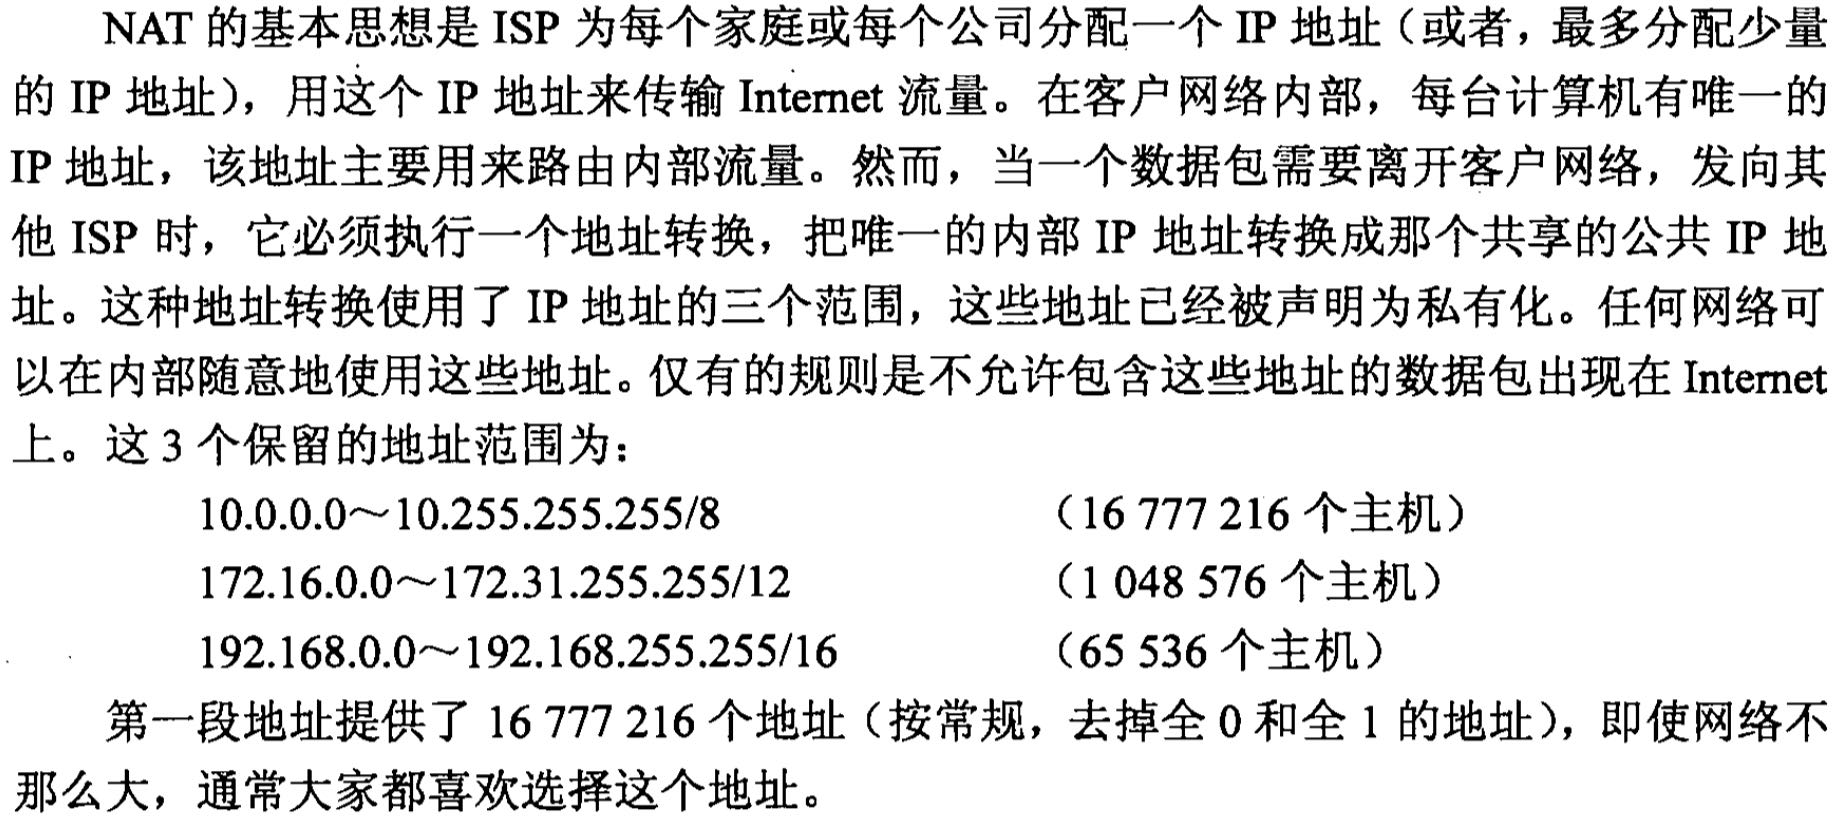 NAT 的基本思想是 ISP 为每个家庭或每个公司分配一个 IP 地址（或者，最多分配少量
的 IP 地址），用这个 IP 地址来传输 Internet 流量。在客户网络内部，每台计算机有唯一的
IP 地址，该地址主要用来路由内部流量。然而，当一个数据包需要离开客户网络，发向其
他 ISP 时，它必须执行一个地址转换，把唯一的内部 IP 地址转换成那个共享的公共 IP 地
址。这种地址转换使用了 IP 地址的三个范围，这些地址已经被声明为私有化。任何网络可
以在内部随意地使用这些地址。仅有的规则是不允许包含这些地址的数据包出现在 Internet
上。这 3 个保留的地址范围为：
10.0.0.0～10.255.255.255/8 （16 777 216 个主机）
172.16.0.0～172.31.255.255/12 （1 048 576 个主机）
192.168.0.0～192.168.255.255/16 （65 536 个主机）
第一段地址提供了 16 777 216 个地址（按常规，去掉全 0 和全 1 的地址），即使网络不
那么大，通常大家都喜欢选择这个地址。